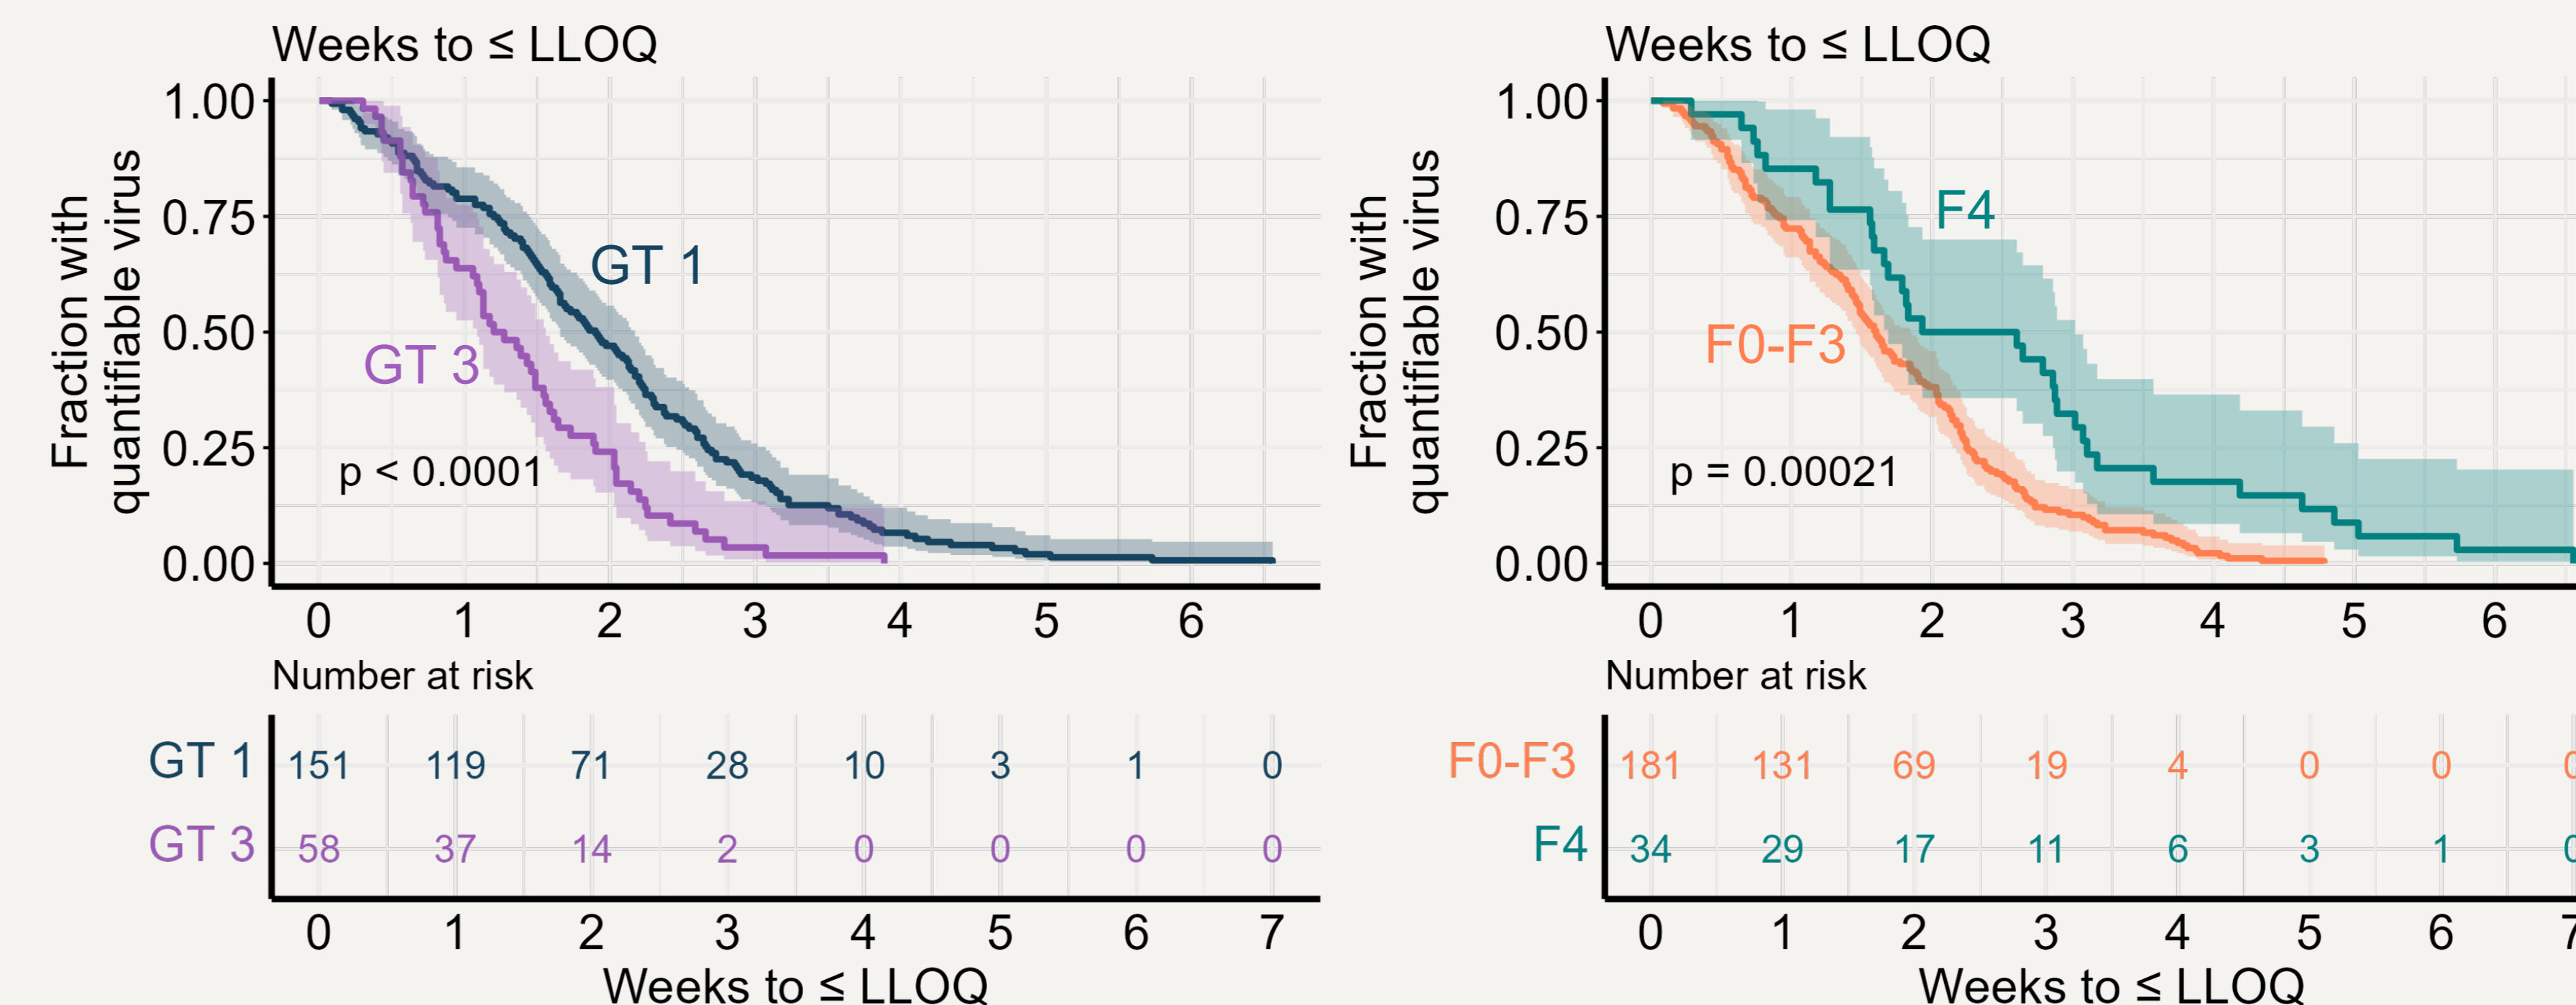 Weeks to ≤ LLOQ
Fraction with
quantifiable virus
1.00
0.75
0.50
0.25
0.00
GT 1
GT 3
p < 0.0001
0 1 2 3 4 5 6
Number at risk
GT 1 151 119 71 28 10 3 1 0
GT 3 58 37 14 2 0 0 0 0
0 1 2 3 4 5 6 7
Weeks to ≤ LLOQ
Weeks to ≤ LLOQ
Fraction with
quantifiable virus
1.00
0.75
0.50
0.25
0.00
F4
F0-F3
p = 0.00021
0 1 2 3 4 5 6
Number at risk
F0-F3 181 131 69 19 4 0 0 0
F4 34 29 17 11 6 3 1 0
0 1 2 3 4 5 6 7
Weeks to ≤ LLOQ